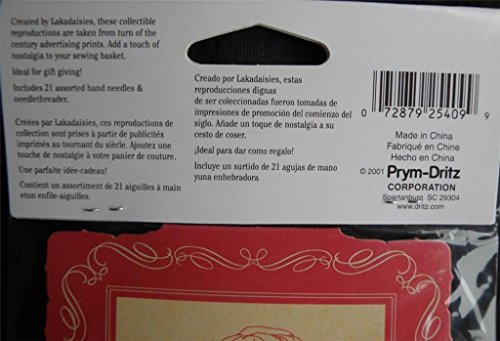 Created by Lakadaisies, these collectible
reproductions are taken from turn of the
century advertising prints. Add a touch of
nostalgia to your sewing basket.
Ideal for gift giving!
Includes 21 assorted hand needles &
needlethreader.
Créées par Lakadaisies, ces reproductions de
collection sont prises à partir de publicités
imprimés au tournant du siècle. Ajoutez une
touche de nostalgie à votre panier de couture.
Une parfaite idée-cadau!
Contient un assortiment de 21 aiguilles à main
etun enfile-aiguilles.
Creado por Lakadaisies, estas
reproducciones dignas
de ser coleccionadas fueron tomadas de
impresiones de promoción del comienzo del
siglo. Añade un toque de nostalgia a su
cesto de coser.
¡Ideal para dar como regalo!
Incluye un surtido de 21 agujas de mano
yuna enhebradora
0 72879 25409 9
Made in China
Fabriqué en Chine
Hecho en China
© 2001 Prym-Dritz
CORPORATION
Spartanburg SC 29304
www.dritz.com